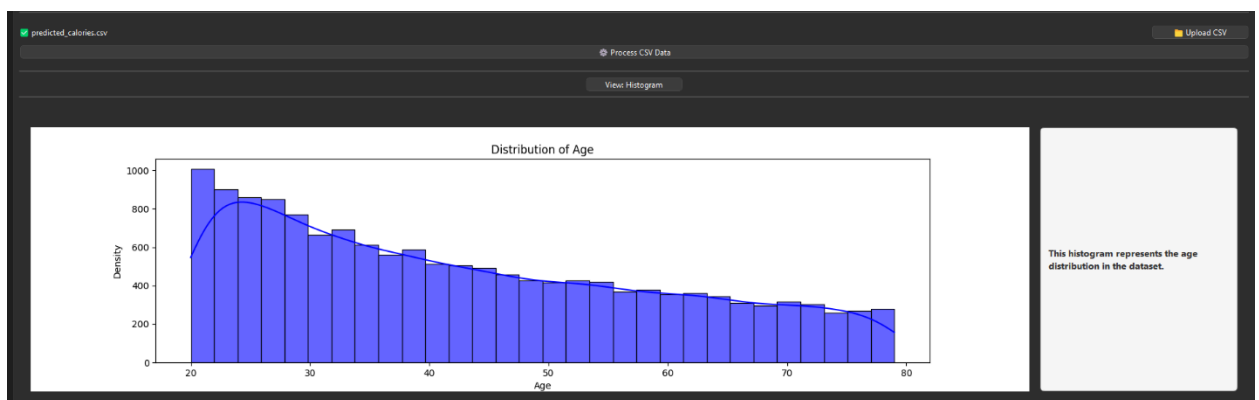 predicted_calories.csv
Upload CSV
Process CSV Data
View: Histogram
Distribution of Age
1000
800
600
400
200
0
Density
20 30 40 50 60 70 80
Age
This histogram represents the age
distribution in the dataset.